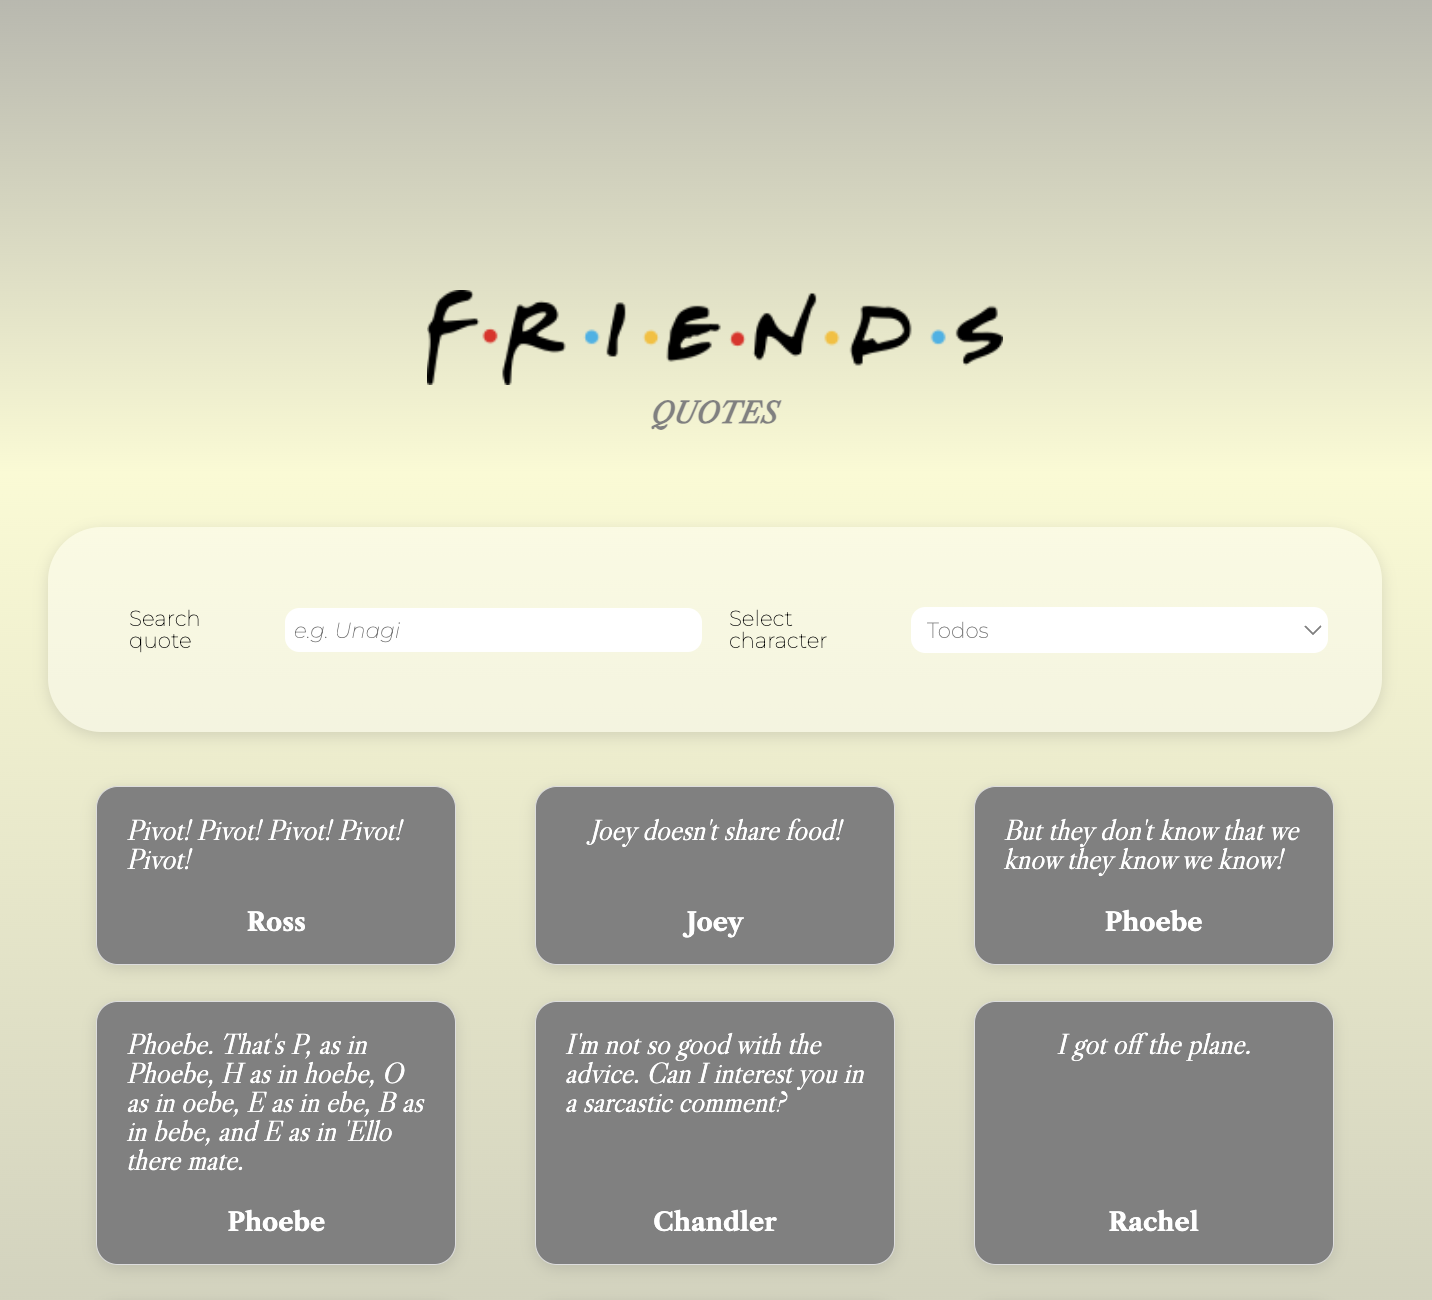 F·R·I·E·N·D·S
QUOTES
Search
quote
e.g. Unagi
Select
character
Todos
Pivot! Pivot! Pivot! Pivot!
Pivot!
Ross
Joey doesn't share food!
Joey
But they don't know that we
know they know we know!
Phoebe
Phoebe. That's P, as in
Phoebe, H as in hoebe, O
as in oebe, E as in ebe, B as
in bebe, and E as in 'Ello
there mate.
Phoebe
I'm not so good with the
advice. Can I interest you in
a sarcastic comment?
Chandler
I got off the plane.
Rachel